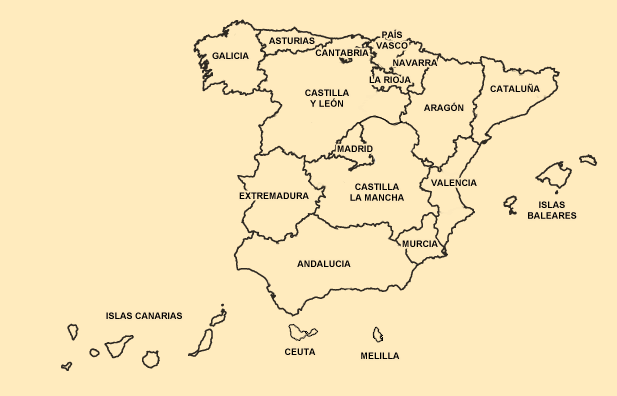 PAÍS
VASCO
ASTURIAS
CANTABRIA
GALICIA
NAVARRA
LA RIOJA
CATALUÑA
CASTILLA
Y LEÓN
ARAGÓN
MADRID
VALENCIA
CASTILLA
LA MANCHA
EXTREMADURA
ISLAS
BALEARES
MURCIA
ANDALUCIA
ISLAS CANARIAS
CEUTA
MELILLA